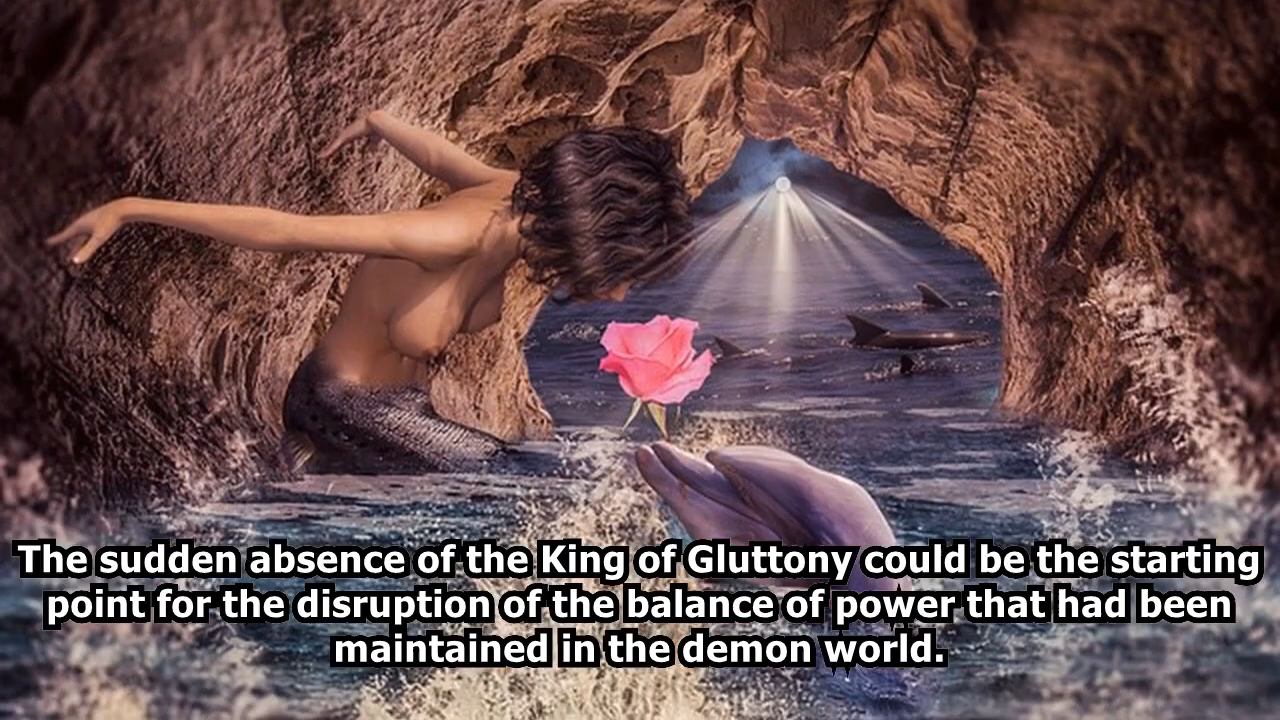 The sudden absence of the King of Gluttony could be the starting
point for the disruption of the balance of power that had been
maintained in the demon world.